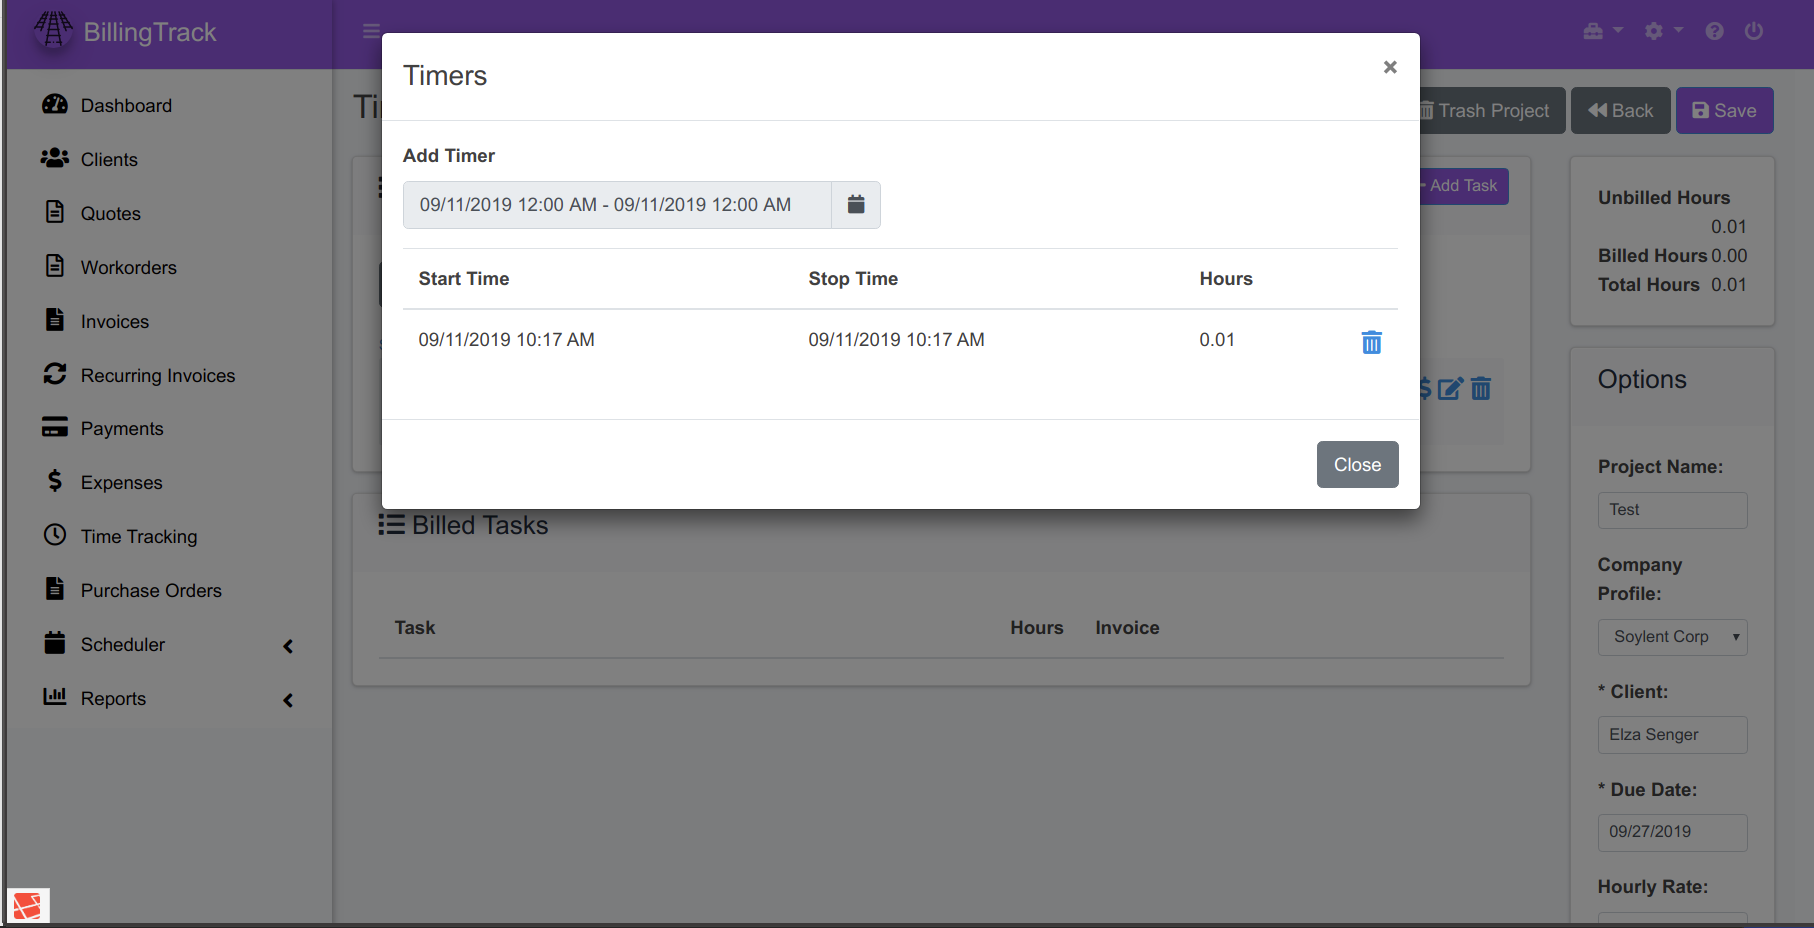 BillingTrack
Dashboard
Clients
Quotes
Workorders
Invoices
Recurring Invoices
Payments
Expenses
Time Tracking
Purchase Orders
Scheduler
Reports
Trash Project
Back
Save
Timers
×
Add Timer
09/11/2019 12:00 AM - 09/11/2019 12:00 AM
Start Time Stop Time Hours
09/11/2019 10:17 AM 09/11/2019 10:17 AM 0.01
Close
Add Task
Billed Tasks
Task Hours Invoice
Unbilled Hours
0.01
Billed Hours 0.00
Total Hours 0.01
Options
Project Name:
Test
Company
Profile:
Soylent Corp
* Client:
Elza Senger
* Due Date:
09/27/2019
Hourly Rate: